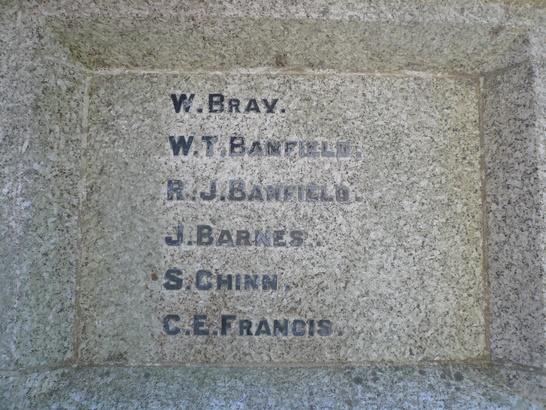 W. BRAY.
W.T. BANFIELD.
R.J. BANFIELD.
J. BARNES.
S. CHINN.
C.E. FRANCIS.